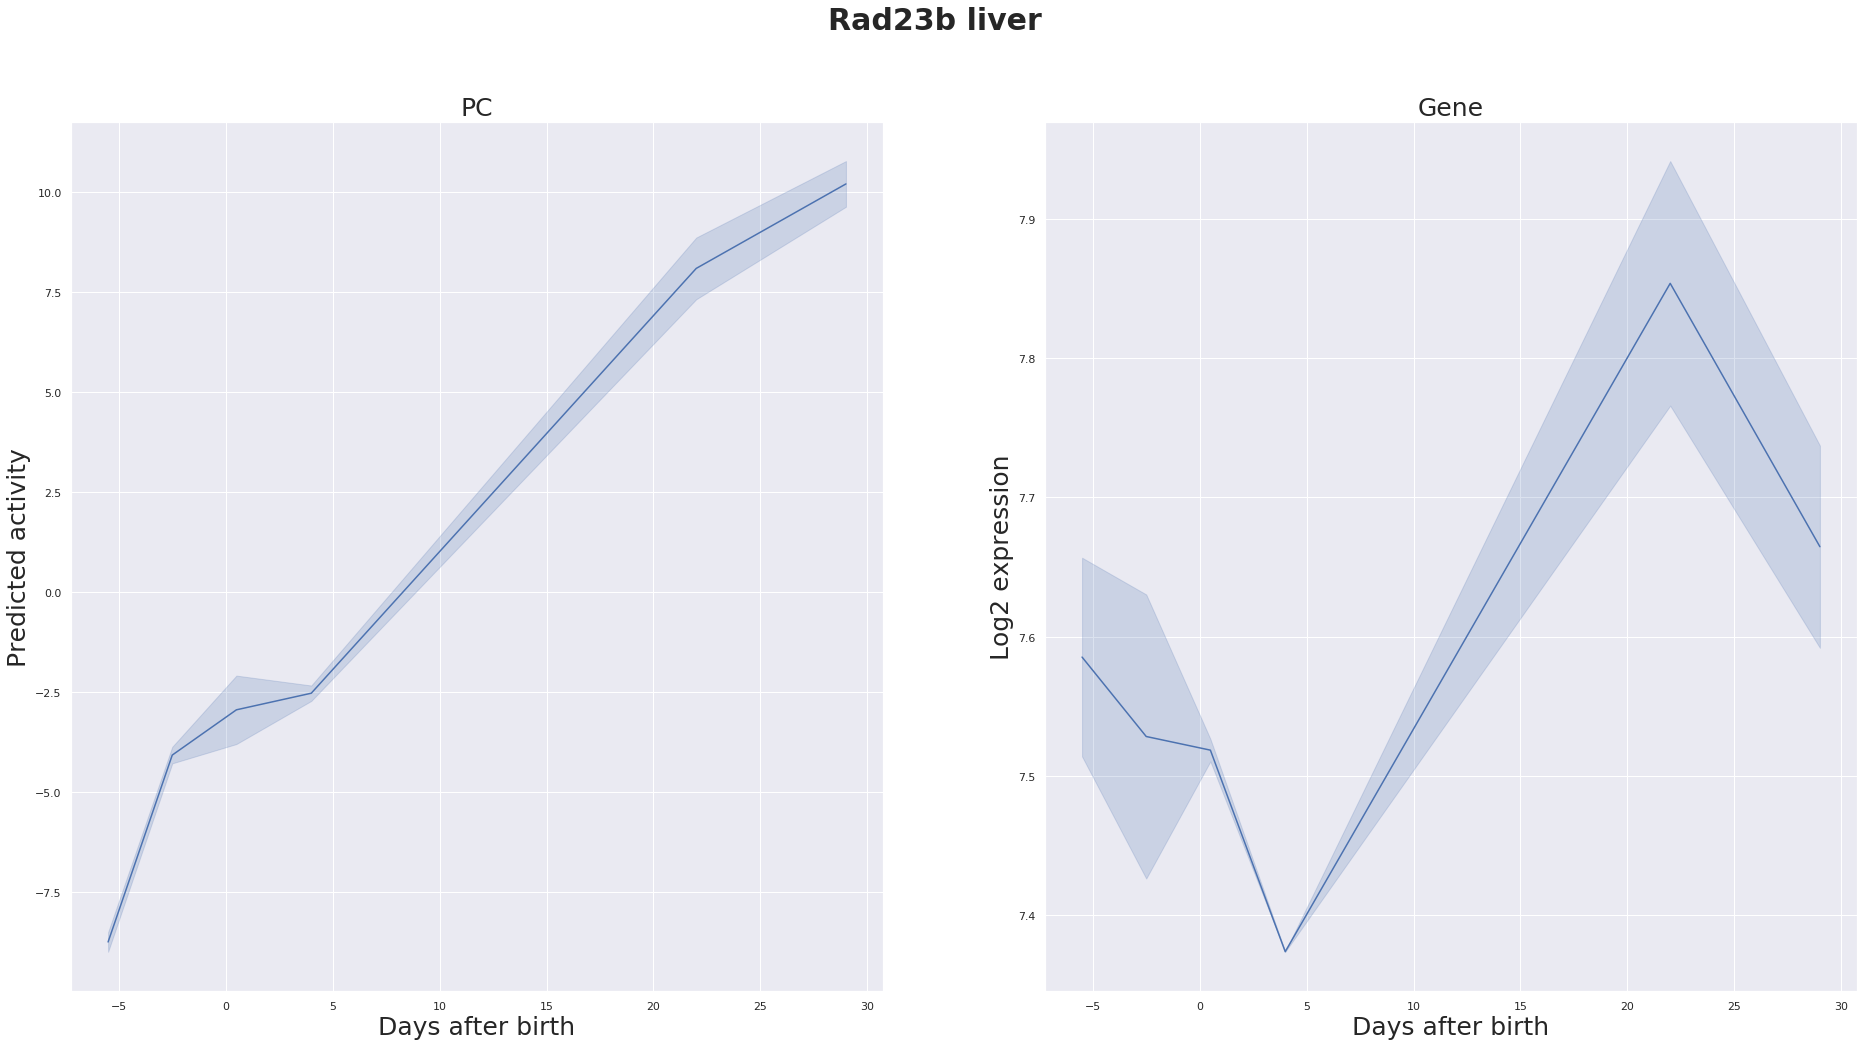 Rad23b liver
PC
Predicted activity
10.0
7.5
5.0
2.5
0.0
−2.5
−5.0
−7.5
−5 0 5 10 15 20 25 30
Days after birth
Gene
Log2 expression
7.9
7.8
7.7
7.6
7.5
7.4
−5 0 5 10 15 20 25 30
Days after birth